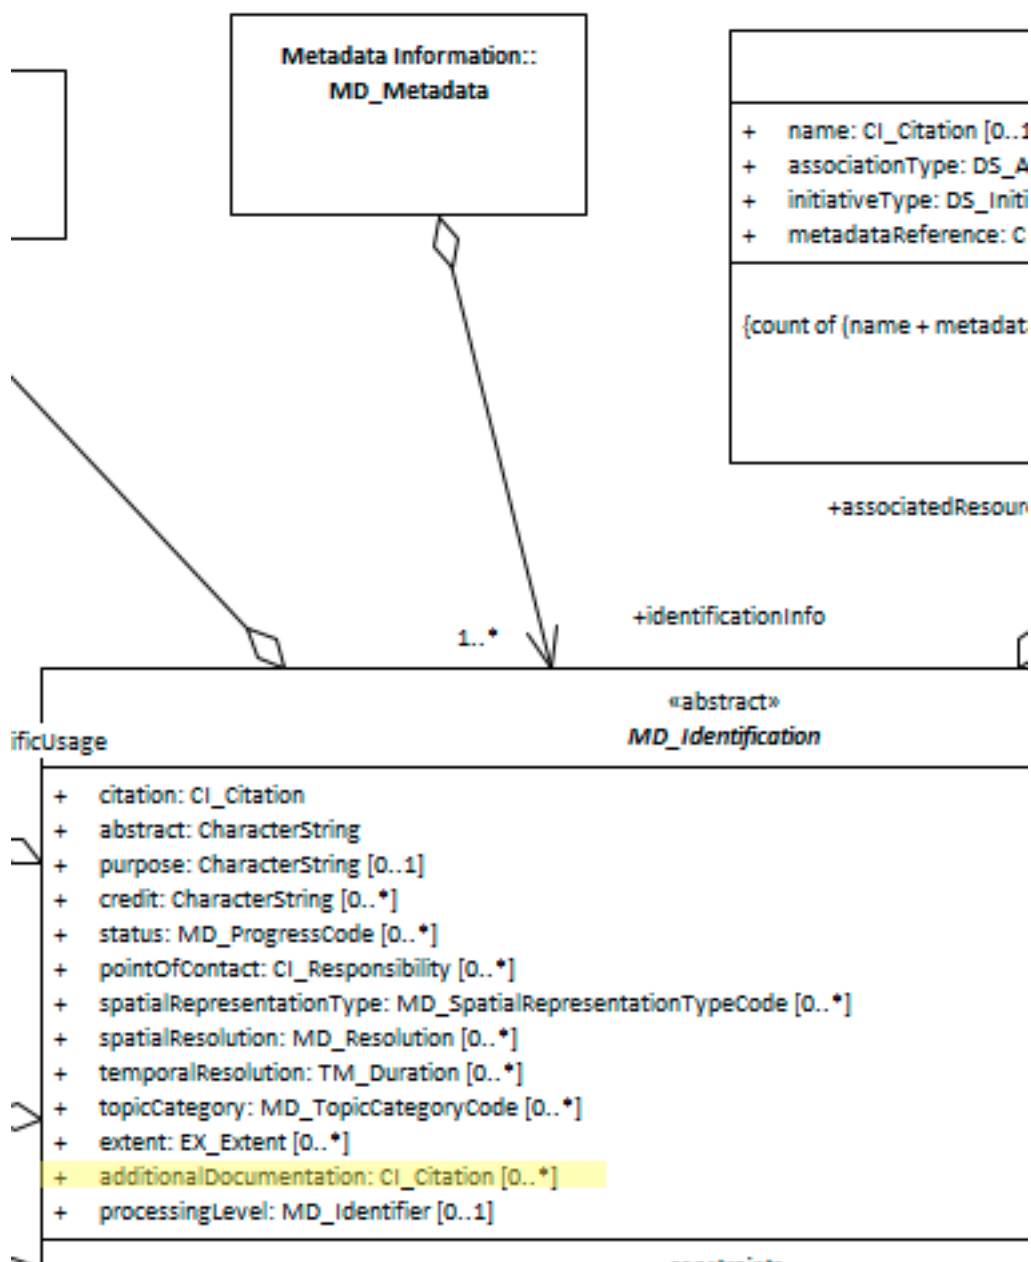 Metadata Information::
MD_Metadata
+ name: CI_Citation [0..1
+ associationType: DS_A
+ initiativeType: DS_Initi
+ metadataReference: C
{count of (name + metadat
+associatedResour
+identificationInfo
1..*
«abstract»
MD_Identification
ificUsage
+ citation: CI_Citation
+ abstract: CharacterString
+ purpose: CharacterString [0..1]
+ credit: CharacterString [0..*]
+ status: MD_ProgressCode [0..*]
+ pointOfContact: CI_Responsibility [0..*]
+ spatialRepresentationType: MD_SpatialRepresentationTypeCode [0..*]
+ spatialResolution: MD_Resolution [0..*]
+ temporalResolution: TM_Duration [0..*]
+ topicCategory: MD_TopicCategoryCode [0..*]
+ extent: EX_Extent [0..*]
+ additionalDocumentation: CI_Citation [0..*]
+ processingLevel: MD_Identifier [0..1]